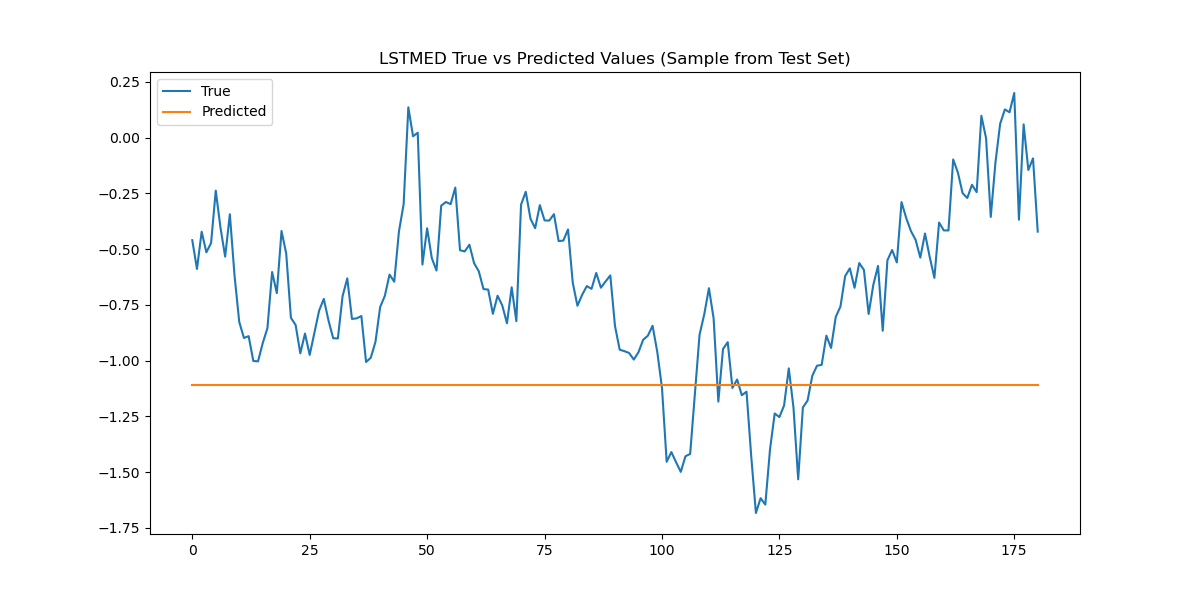 LSTMED True vs Predicted Values (Sample from Test Set)
0.25
True
Predicted
0.00
−0.25
−0.50
−0.75
−1.00
−1.25
−1.50
−1.75
0 25 50 75 100 125 150 175